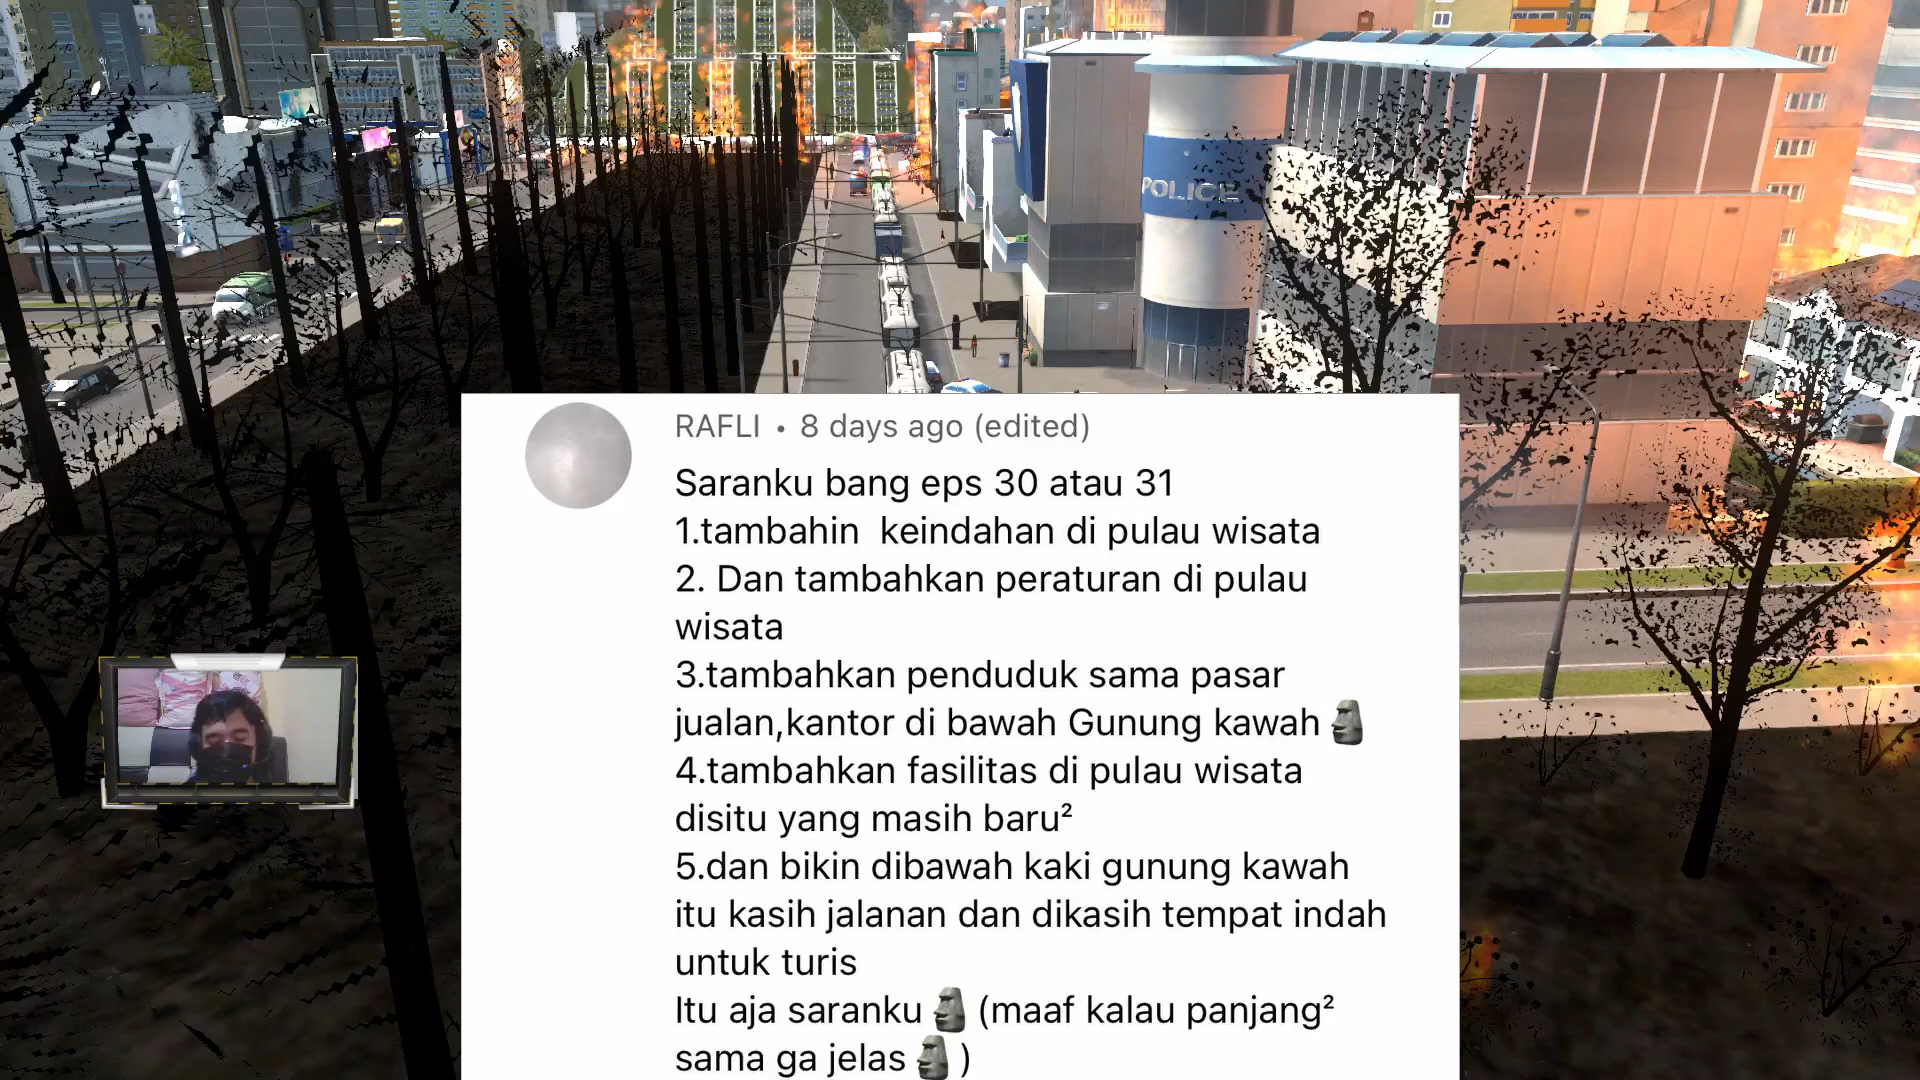 POLICE
RAFLI • 8 days ago (edited)
Saranku bang eps 30 atau 31
1.tambahin keindahan di pulau wisata
2. Dan tambahkan peraturan di pulau
wisata
3.tambahkan penduduk sama pasar
jualan,kantor di bawah Gunung kawah 🗿
4.tambahkan fasilitas di pulau wisata
disitu yang masih baru²
5.dan bikin dibawah kaki gunung kawah
itu kasih jalanan dan dikasih tempat indah
untuk turis
Itu aja saranku 🗿 (maaf kalau panjang²
sama ga jelas 🗿 )